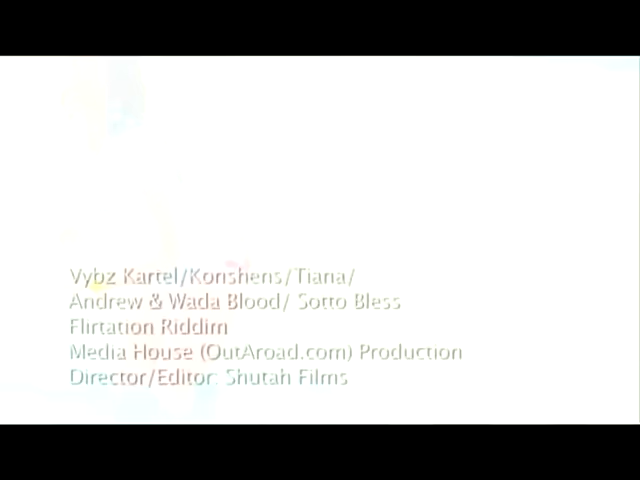 Vybz Kartel/Konshens/Tiana/
Andrew & Wada Blood/ Sotto Bless
Flirtation Riddim
Media House (OutAroad.com) Production
Director/Editor: Shutah Films